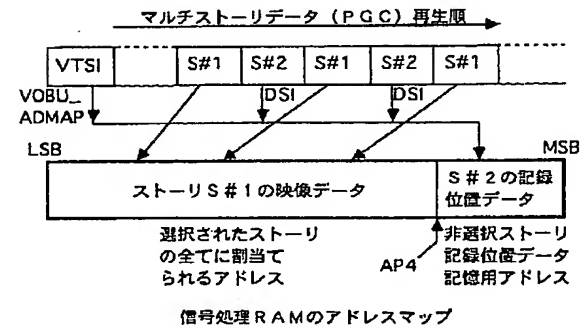 マルチストーリデータ（PGC）再生順
VTSI S#1 S#2 S#1 S#2 S#1
VOBU_ DSI DSI
ADMAP
LSB MSB
ストーリS#1の映像データ
S#2の記録
位置データ
選択されたストーリ
の全てに割当て
られるアドレス
AP4
非選択ストーリ
記録位置データ
記憶用アドレス
信号処理RAMのアドレスマップ